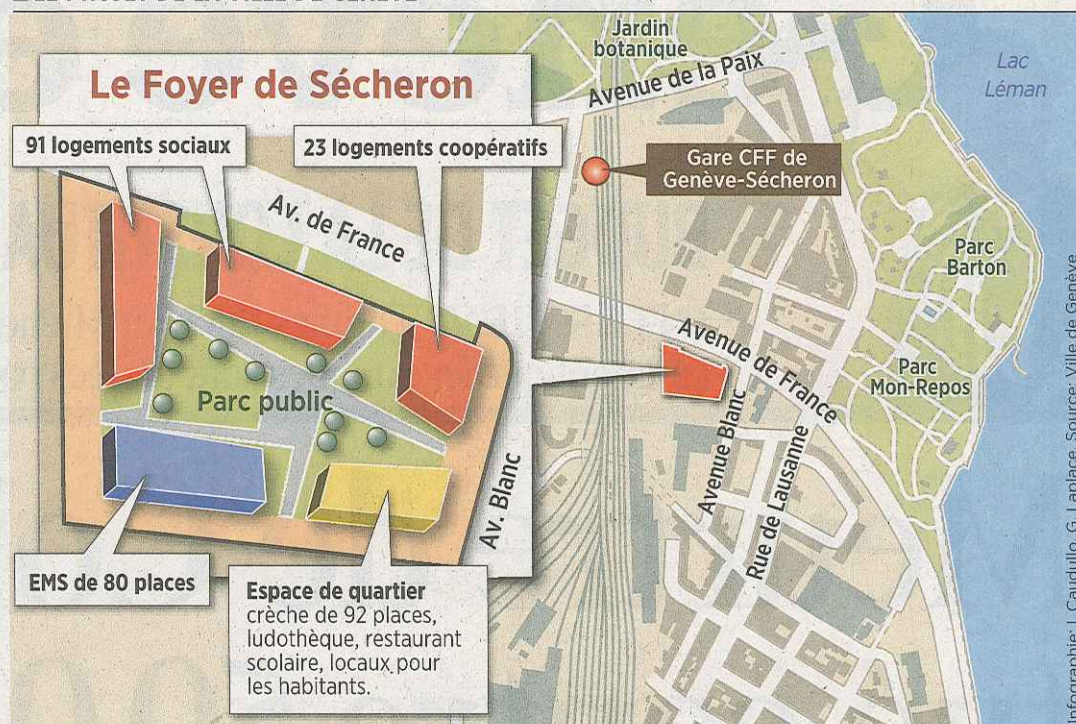 Le Foyer de Sécheron
91 logements sociaux
23 logements coopératifs
Av. de France
Parc public
Av. Blanc
EMS de 80 places
Espace de quartier
crèche de 92 places,
ludothèque, restaurant
scolaire, locaux pour
les habitants.
Jardin
botanique
Avenue de la Paix
Lac
Léman
Gare CFF de
Genève-Sécheron
Parc
Barton
Avenue de France
Parc
Mon-Repos
Avenue Blanc
Rue de Lausanne
Infographie: I. Caudullo, G. Laplace. Source: Ville de Genève